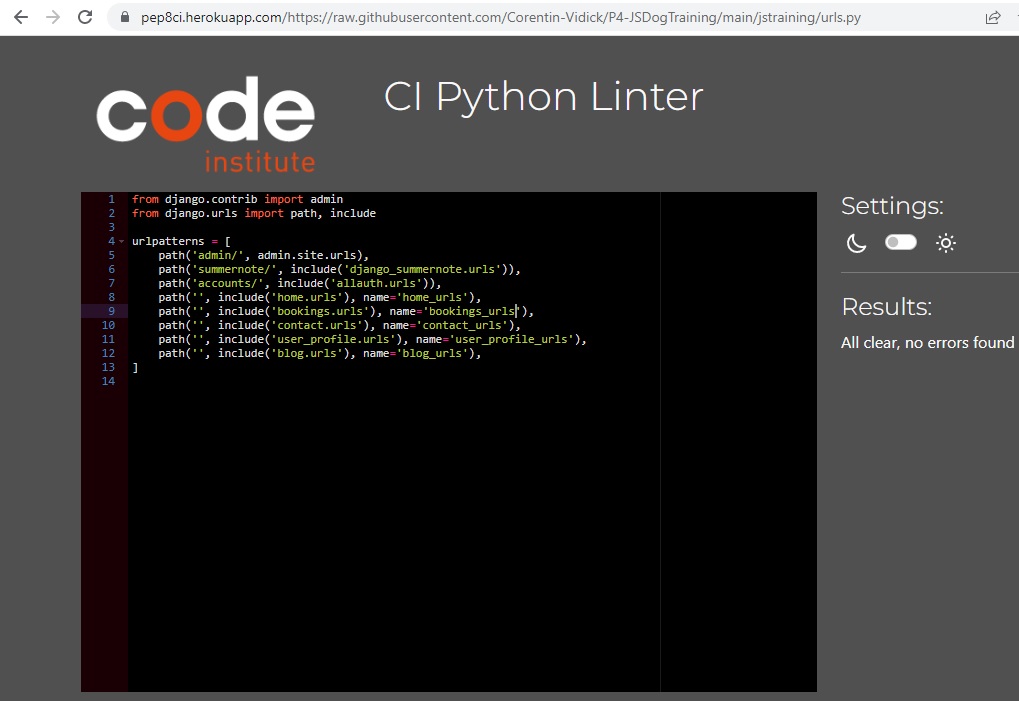 pep8ci.herokuapp.com/https://raw.githubusercontent.com/Corentin-Vidick/P4-JSDogTraining/main/jstraining/urls.py
code
institute
CI Python Linter
1 from django.contrib import admin
2 from django.urls import path, include
3
4 urlpatterns = [
5     path('admin/', admin.site.urls),
6     path('summernote/', include('django_summernote.urls')),
7     path('accounts/', include('allauth.urls')),
8     path('', include('home.urls'), name='home_urls'),
9     path('', include('bookings.urls'), name='bookings_urls'),
10     path('', include('contact.urls'), name='contact_urls'),
11     path('', include('user_profile.urls'), name='user_profile_urls'),
12     path('', include('blog.urls'), name='blog_urls'),
13 ]
14
Settings:
Results:
All clear, no errors found